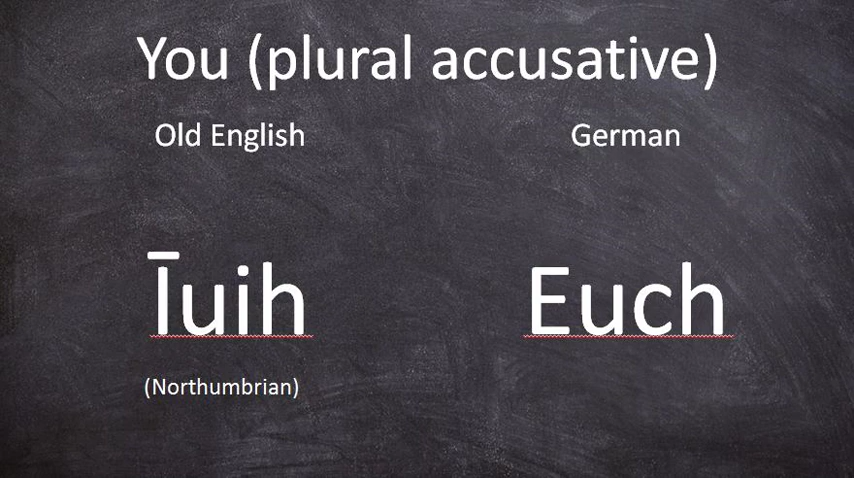 You (plural accusative)
Old English
German
Īuih
Euch
(Northumbrian)